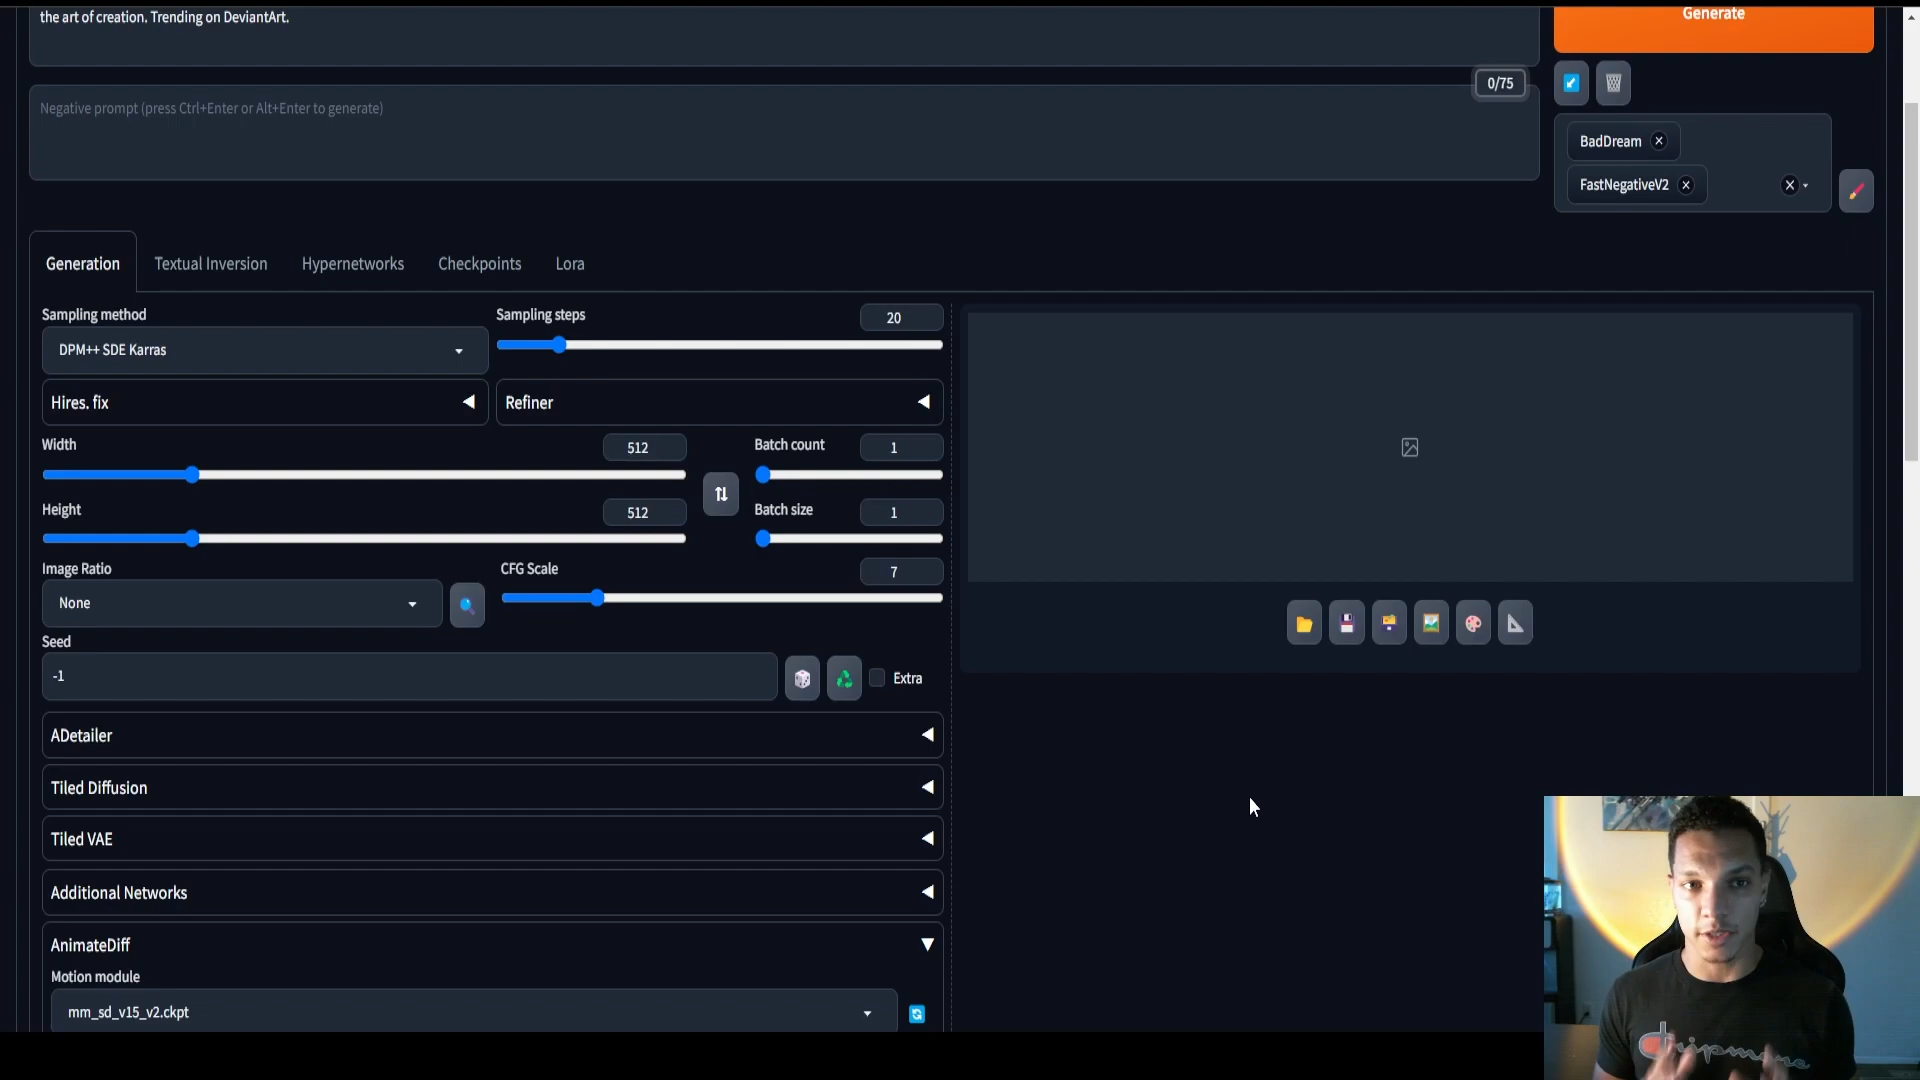 the art of creation. Trending on DeviantArt.
Generate
0/75
Negative prompt (press Ctrl+Enter or Alt+Enter to generate)
BadDream
FastNegativeV2
Generation Textual Inversion Hypernetworks Checkpoints Lora
Sampling method
DPM++ SDE Karras
Sampling steps 20
Hires. fix
Refiner
Width 512
Batch count 1
Height 512
Batch size 1
Image Ratio
None
CFG Scale 7
Seed
-1
Extra
ADetailer
Tiled Diffusion
Tiled VAE
Additional Networks
AnimateDiff
Motion module
mm_sd_v15_v2.ckpt